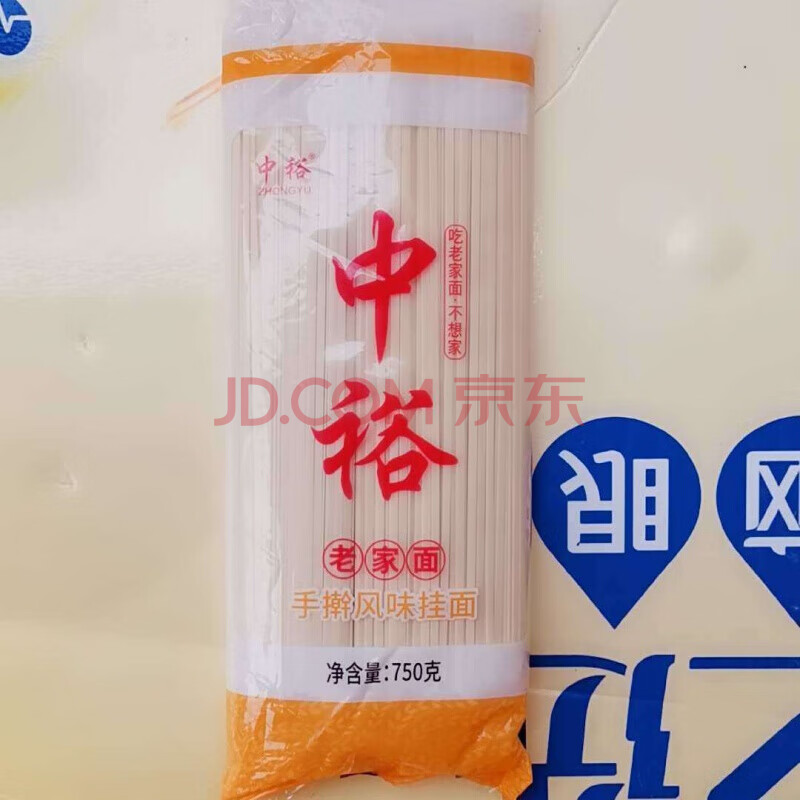 中裕®
ZHONGYU
中裕
吃老家面·不想家
JD.COM 京东
老家面
手擀风味挂面
净含量:750克
眼